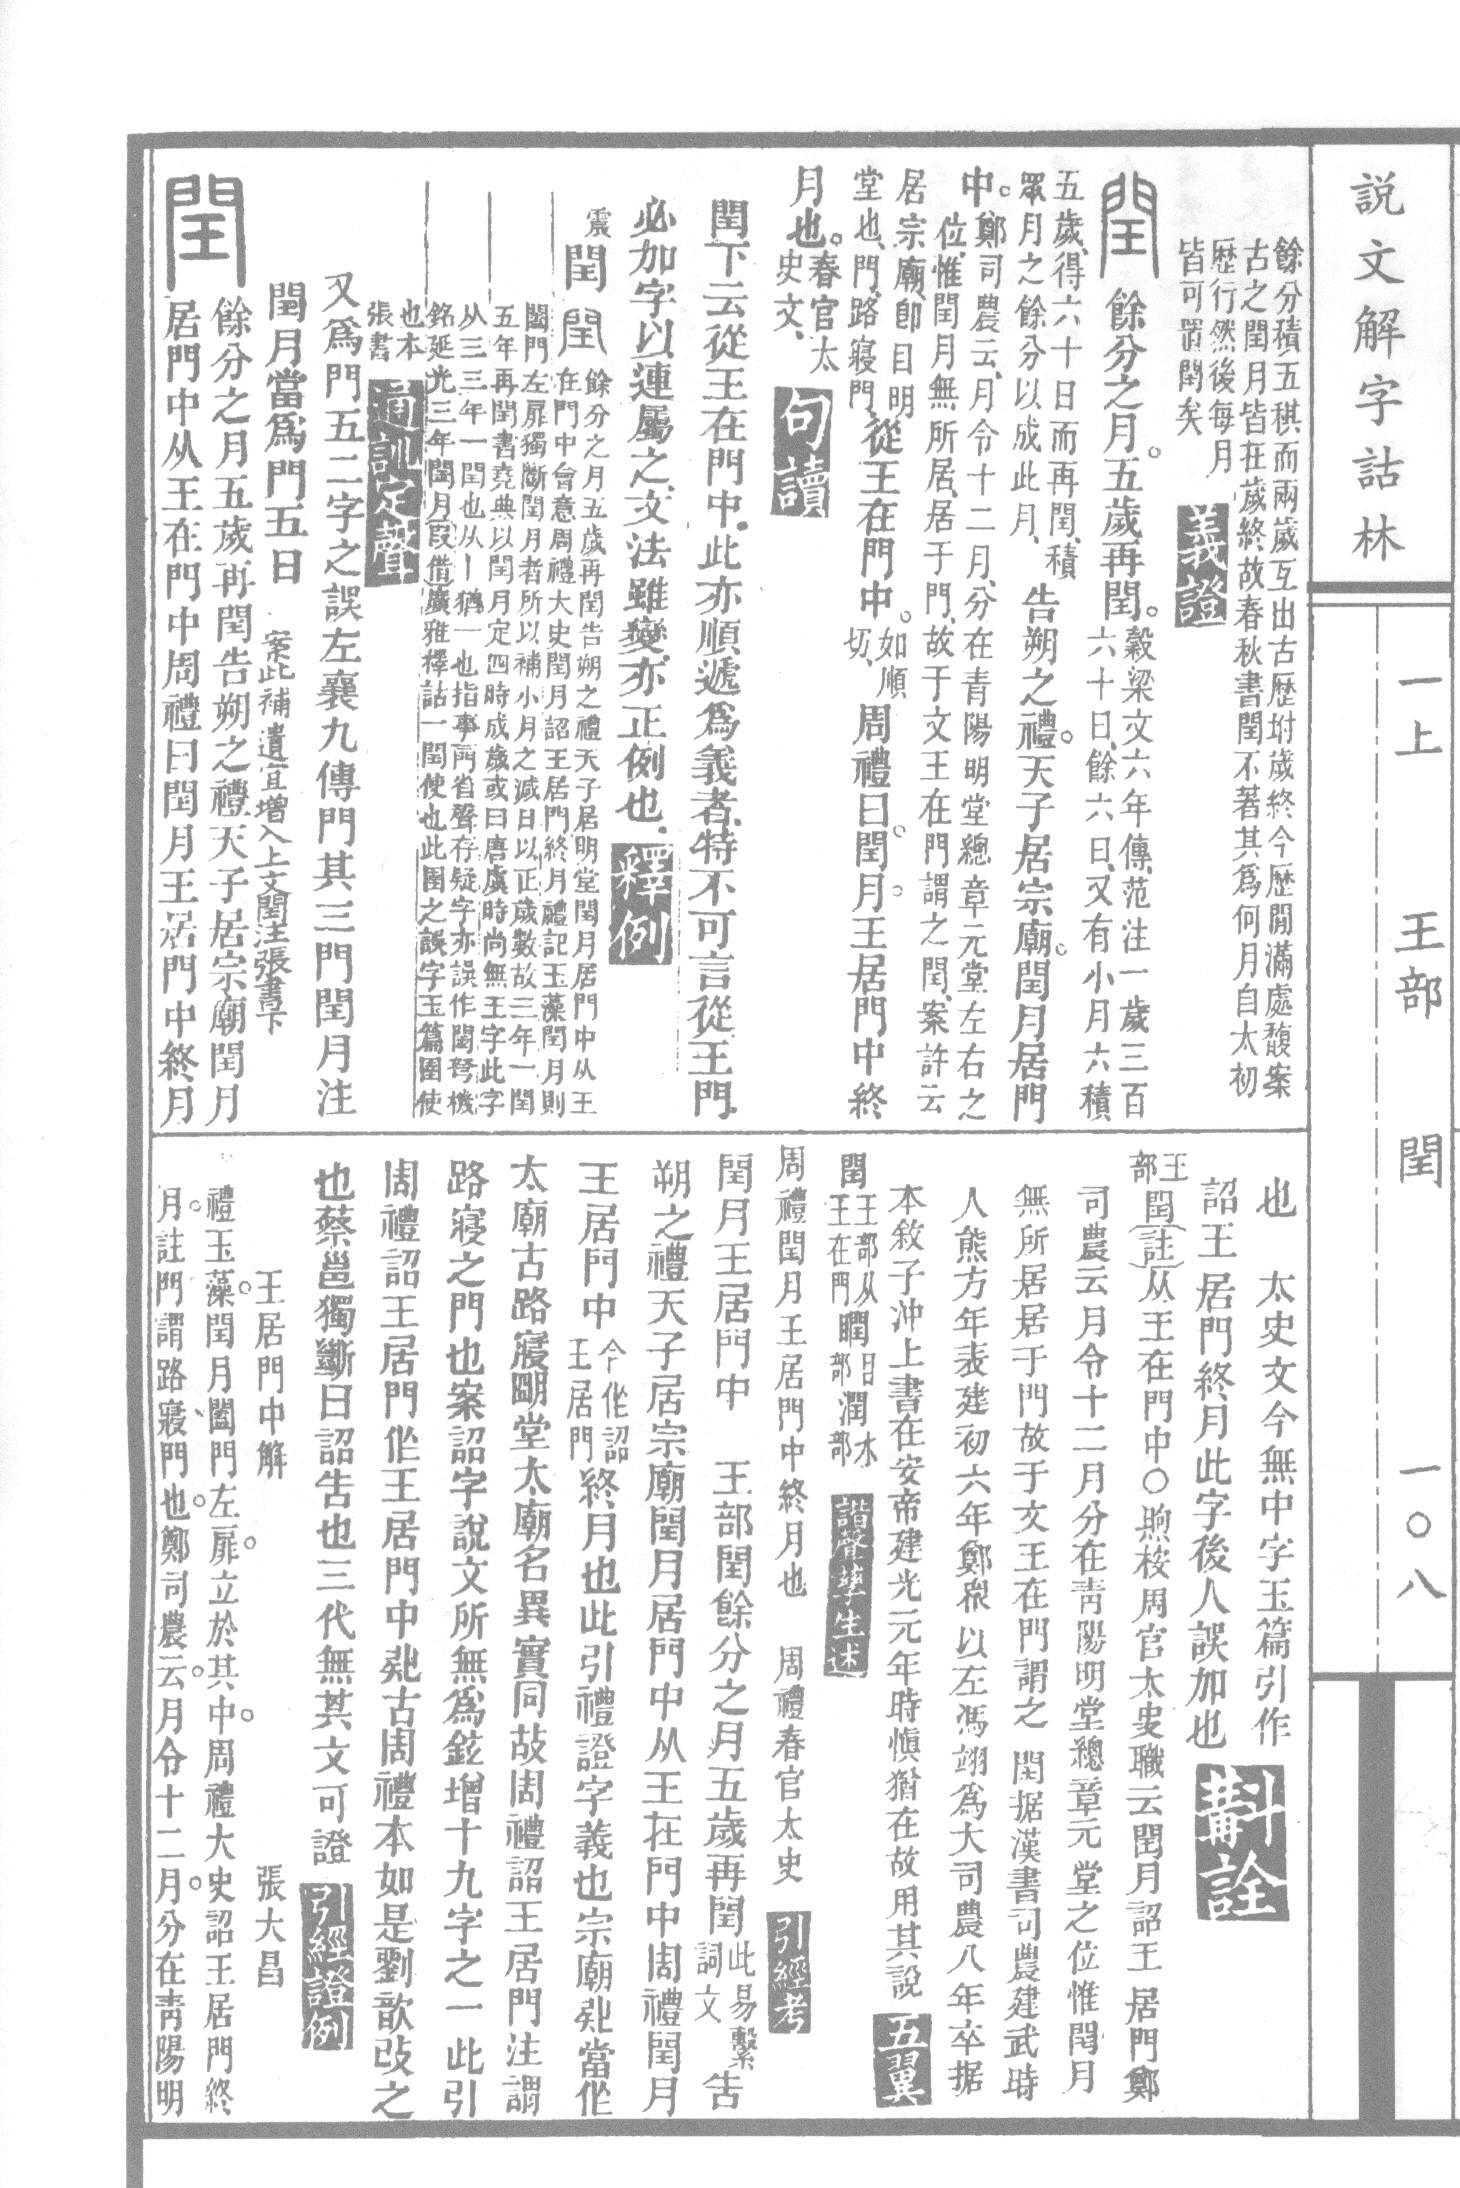 說文解字詁林
一上 王部 閏 一〇八
餘分積五稘而兩歲互出古歴坿歲終今歴閒滿處馥案
古之閏月皆在歲終故春秋書閏不著其為何月自太初
歴行然後每月
皆可置閏矣 義證
閏 餘分之月。五歲再閏。穀梁文六年傳、范注一歲三百
六十日、餘六日、又有小月六積
五歲、得六十日而再閏、積
眾月之餘分以成此月、告朔之禮。天子居宗廟。閏月居門
中。鄭司農云、月令十二月、分在青陽明堂總章元堂左右之
位、惟閏月無所居、居于門、故于文王在門謂之閏、案許云
居宗廟、卽目明
堂也、門、路寢門、從王在門中。如順切、周禮曰。閏月。王居門中終
月也。春官太史文、 句讀
閏下云從王在門中、此亦順遞爲義者、特不可言從王門、
必加字以連屬之、文法雖變、亦正例也、 釋例
震 閏 閏 餘分之月五歲再閏告朔之禮天子居明堂閏月居門中从王
在門中會意周禮大史閏月詔王居門終月禮記玉藻閏月則
闔門左扉獨斷閏月者所以補小月之減日以正歲數故三年一閏
五年再閏書堯典以閏月定四時成歲或曰唐虞時尚無王字此字
从三三年一閏也从丨猶一也指事門省聲存疑字亦誤作閠弩機
銘延光三年閠月〔叚借〕廣雅釋詁一閏使也此閏之誤字玉篇閏使
也本
張書 通訓定聲
又爲門五二字之誤左襄九傳門其三門閏月注
閏月當爲門五日 案此補遺宜增入上文閏注張書下
閏 餘分之月五歲再閏告朔之禮天子居宗廟閏月
居門中从王在門中周禮曰閏月王居門中終月
也 太史文今無中字玉篇引作
詔王居門終月此字後人誤加也 斠詮
王部 閏〔註〕从王在門中〇煦桉周官太史職云閏月詔王居門鄭
司農云月令十二月分在青陽明堂總章元堂之位惟閏月
無所居居于門故于文王在門謂之閏据漢書司農建武時
人熊方年表建初六年鄭衆以左馮翊爲大司農八年卒据
本敘子沖上書在安帝建光元年時愼猶在故用其說 五翼
閏 王部从王在門 瞤 目部 潤 水部 諧聲孳生述
周禮閏月王居門中終月也 周禮春官太史 引經考
閏月王居門中 王部閏餘分之月五歲再閏 此易繫詞文 告
朔之禮天子居宗廟閏月居門中从王在門中周禮閏月
王居門中 今作詔王居門 終月也此引禮證字義也宗廟䖍當作
太廟古路寢明堂太廟名異實同故周禮詔王居門注謂
路寢之門也案詔字說文所無爲鉉增十九字之一此引
周禮詔王居門作王居門中䖍古周禮本如是劉歆改之
也蔡邕獨斷曰詔告也三代無其文可證 引經證例
王居門中解 張大昌
禮玉藻。閏月闔門左扉。立於其中。周禮大史詔王居門終
月。註門謂路寢門也。鄭司農云。月令十二月。分在靑陽明